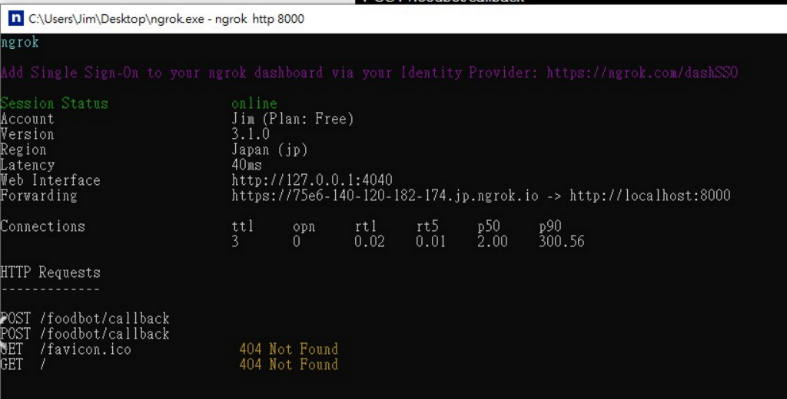 C:\Users\Jim\Desktop\ngrok.exe - ngrok http 8000
ngrok
Add Single Sign-On to your ngrok dashboard via your Identity Provider: https://ngrok.com/dashSSO
Session Status online
Account Jim (Plan: Free)
Version 3.1.0
Region Japan (jp)
Latency 40ms
Web Interface http://127.0.0.1:4040
Forwarding https://75e6-140-120-182-174.jp.ngrok.io -> http://localhost:8000
Connections ttl opn rt1 rt5 p50 p90
3 0 0.02 0.01 2.00 300.56
HTTP Requests
-------------
POST /foodbot/callback
POST /foodbot/callback
GET /favicon.ico 404 Not Found
GET / 404 Not Found